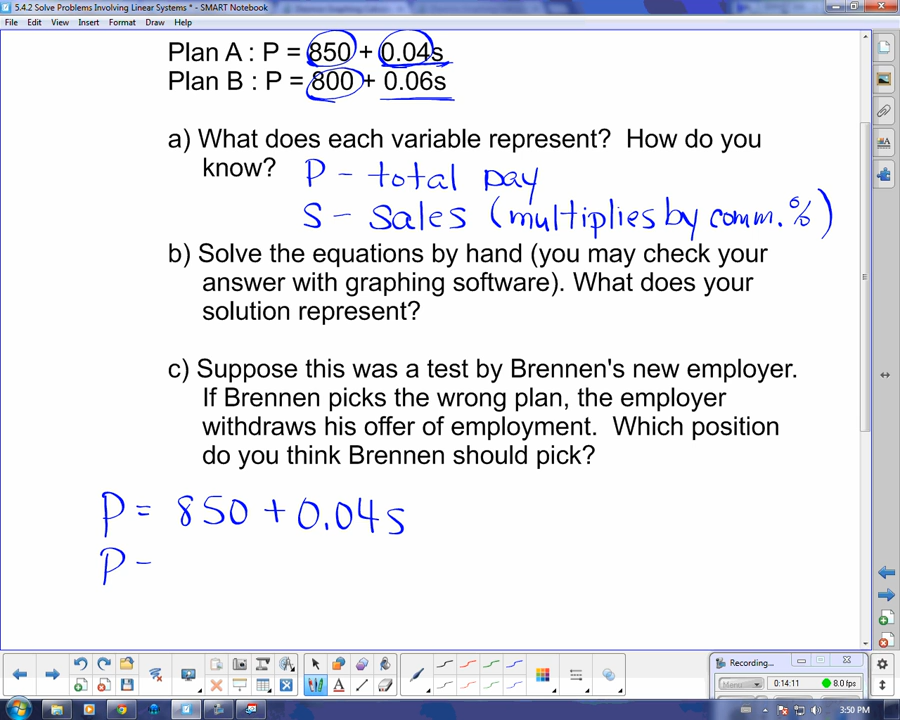 5.4.2 Solve Problems Involving Linear Systems * - SMART Notebook
File Edit View Insert Format Draw Help
Plan A : P = 850 + 0.04s
Plan B : P = 800 + 0.06s
a) What does each variable represent? How do you
know? P - total pay
S - sales (multiplies by comm. %)
b) Solve the equations by hand (you may check your
answer with graphing software). What does your
solution represent?
c) Suppose this was a test by Brennen's new employer.
If Brennen picks the wrong plan, the employer
withdraws his offer of employment. Which position
do you think Brennen should pick?
P = 850 + 0.04s
P -
Recording...
Menu 0:14:11 8.0 fps
3:50 PM